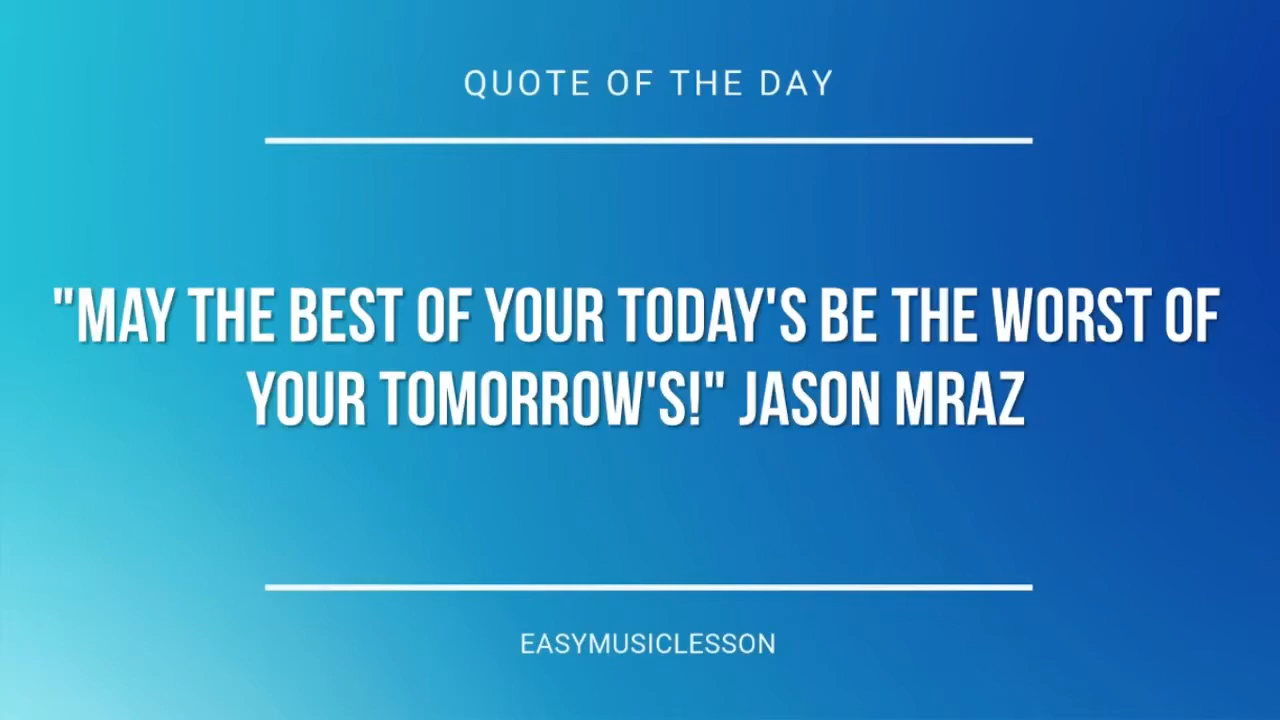 QUOTE OF THE DAY
"MAY THE BEST OF YOUR TODAY'S BE THE WORST OF
YOUR TOMORROW'S!" JASON MRAZ
EASYMUSICLESSON